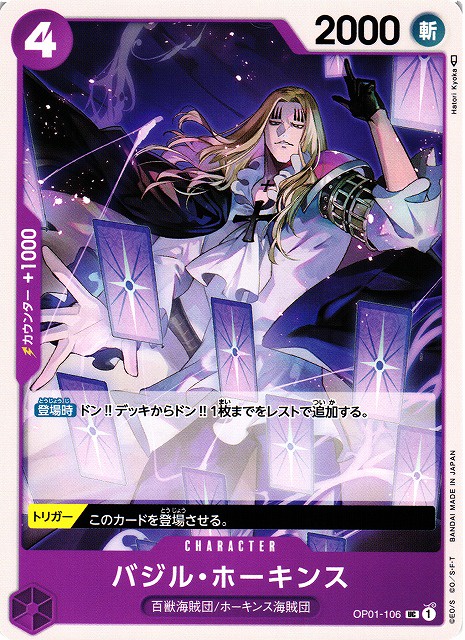 4
2000 斬
Hatori Kyoka
カウンター +1000
登場時 ドン!!デッキからドン!!1枚までをレストで追加する。
トリガー このカードを登場させる。
CHARACTER
バジル・ホーキンス
百獣海賊団/ホーキンス海賊団
OP01-106 UC 1
©E/S ©O/S・F・T BANDAI MADE IN JAPAN